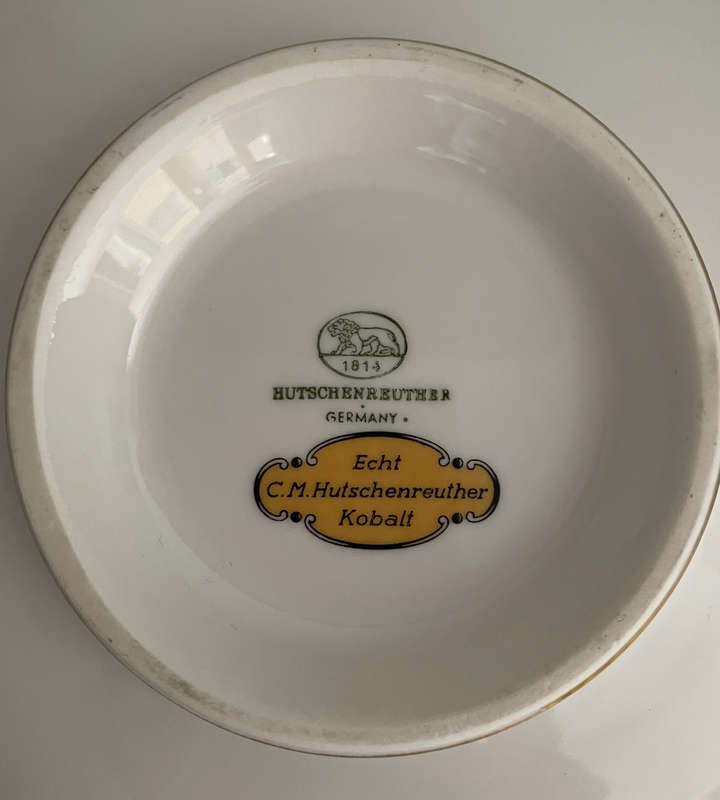 1814
HUTSCHENREUTHER
GERMANY
Echt
C.M.Hutschenreuther
Kobalt